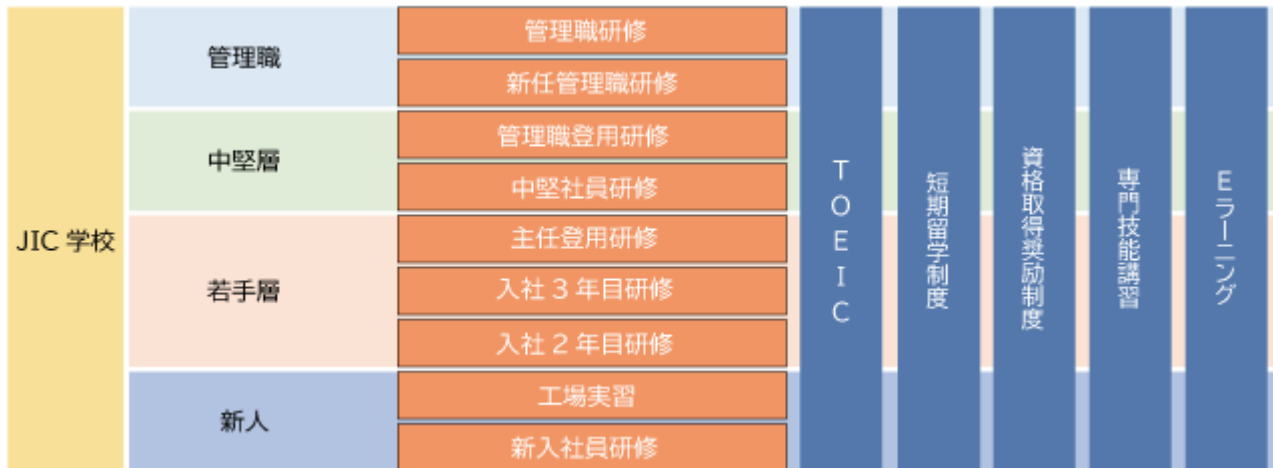 JIC 学校
管理職
管理職研修
新任管理職研修
中堅層
管理職登用研修
中堅社員研修
若手層
主任登用研修
入社 3 年目研修
入社 2 年目研修
新人
工場実習
新入社員研修
TOEIC
短期留学制度
資格取得奨励制度
専門技能講習
Eラーニング